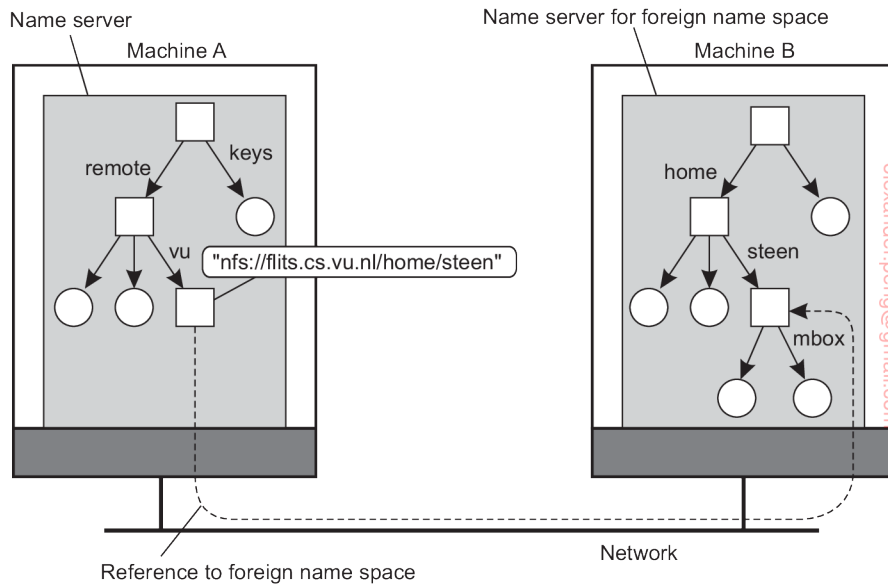 Name server
Name server for foreign name space
Machine A
Machine B
remote
keys
home
vu
"nfs://flits.cs.vu.nl/home/steen"
steen
mbox
Network
Reference to foreign name space